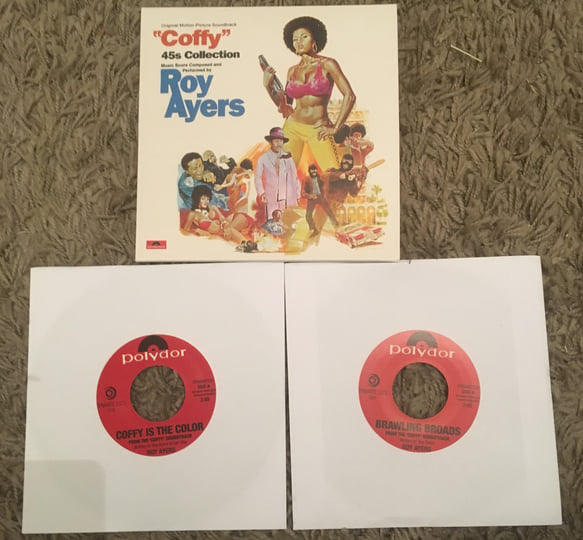 Original Motion Picture Soundtrack
"Coffy"
45s Collection
Music Score Composed and
Performed by
Roy
Ayers
polydor
SIDE A
COFFY IS THE COLOR
FROM THE "COFFY" SOUNDTRACK
ROY AYERS
polydor
BRAWLING BROADS
FROM THE "COFFY" SOUNDTRACK
ROY AYERS